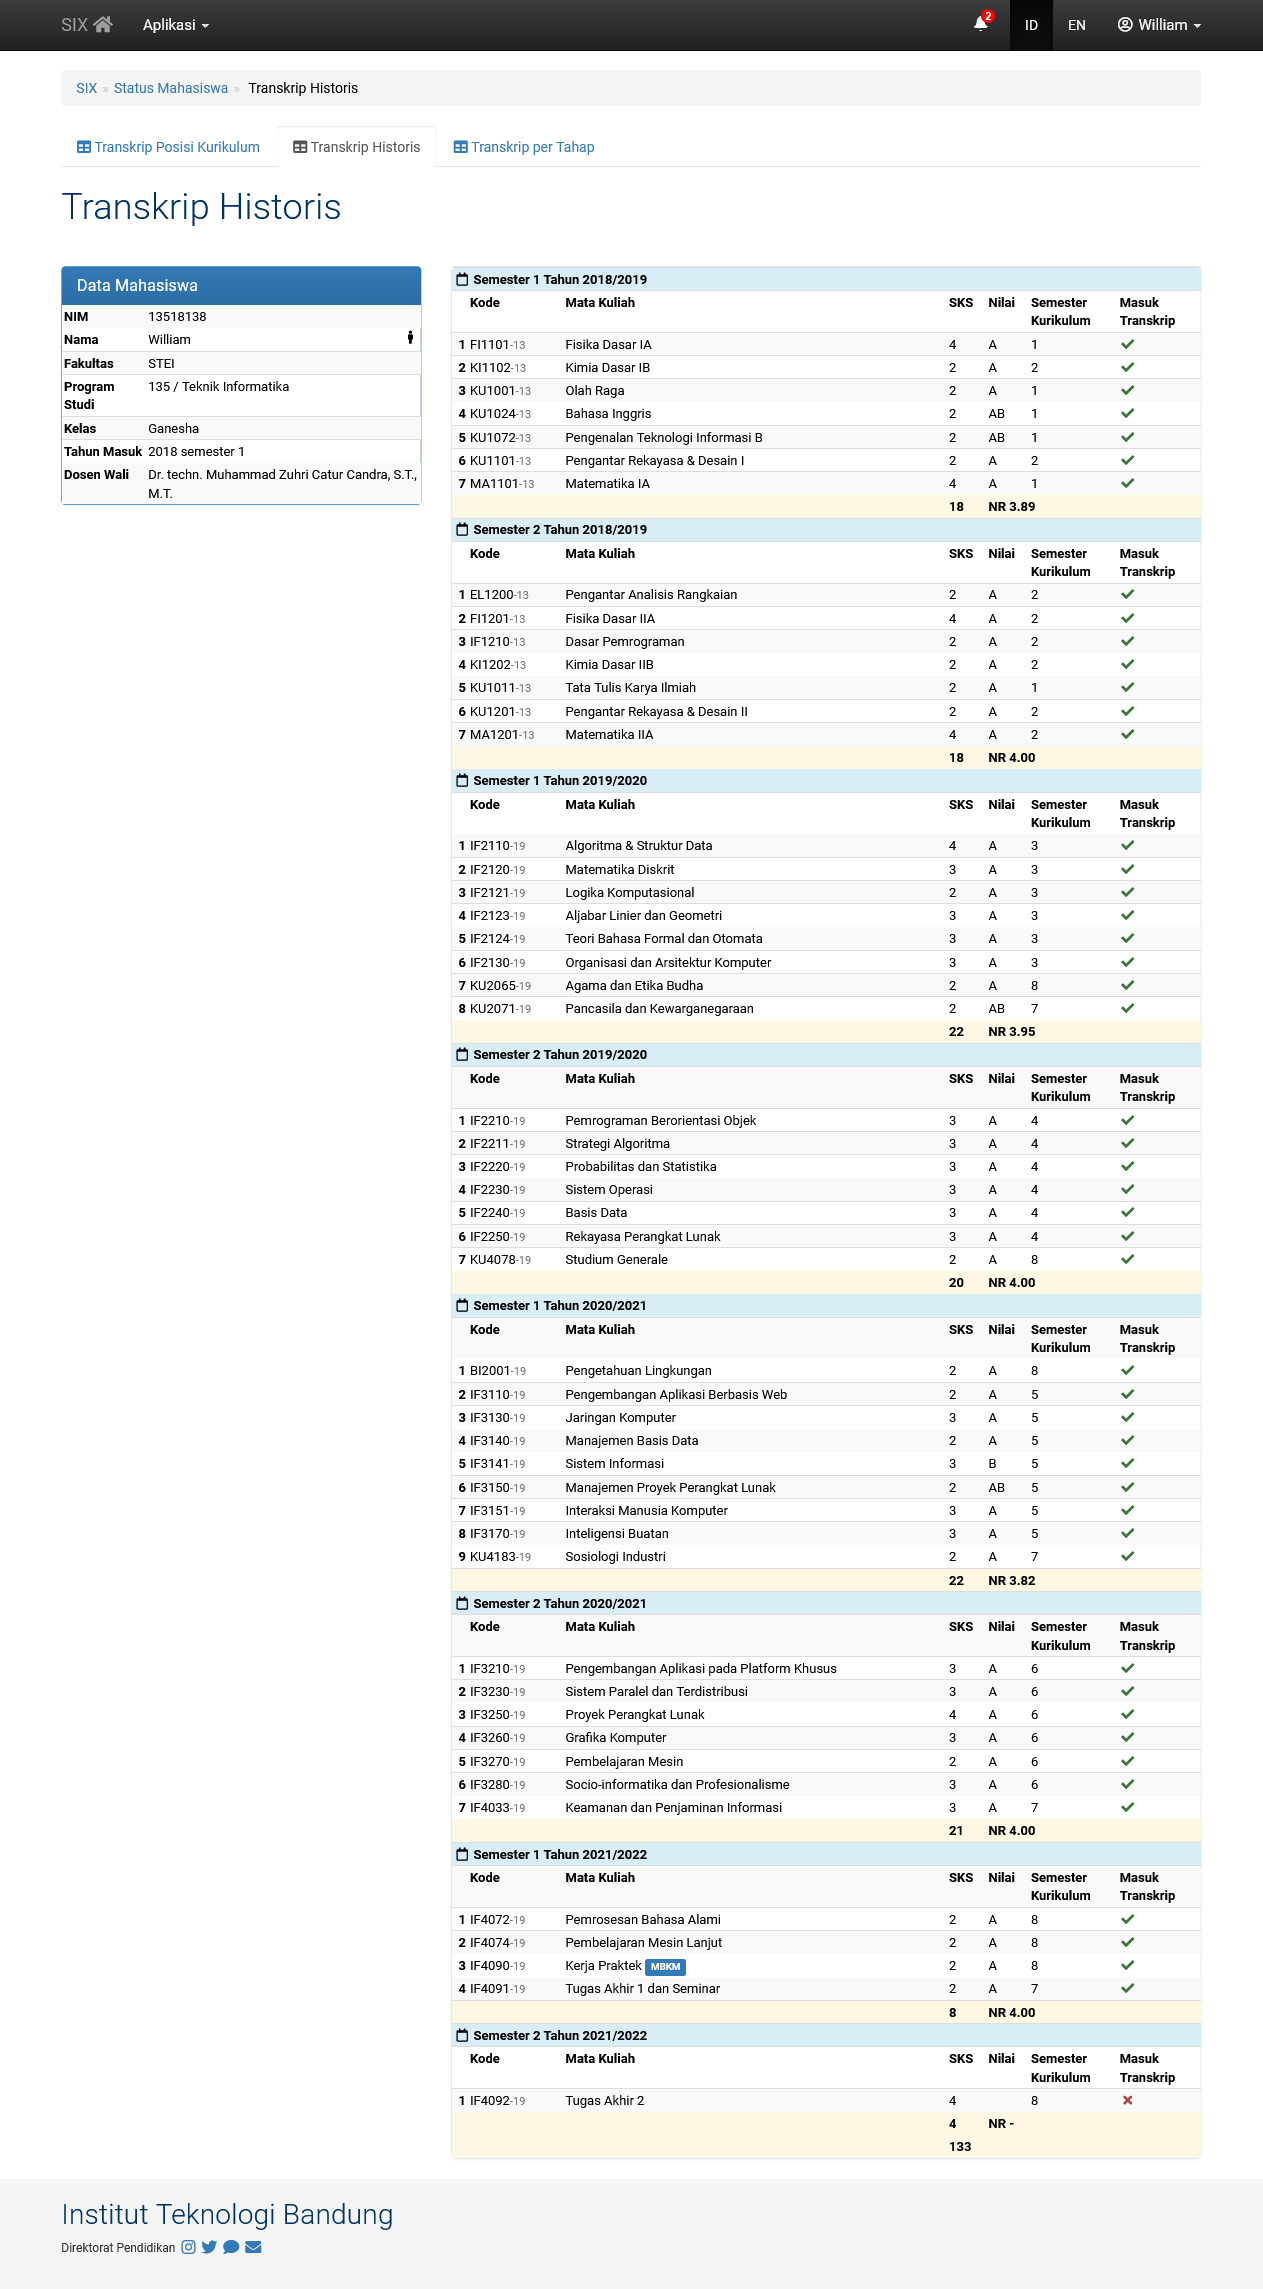 SIX Aplikasi 2 ID EN William
SIX » Status Mahasiswa » Transkrip Historis
Transkrip Posisi Kurikulum Transkrip Historis Transkrip per Tahap
Transkrip Historis
Data Mahasiswa
NIM 13518138
Nama William
Fakultas STEI
Program Studi 135 / Teknik Informatika
Kelas Ganesha
Tahun Masuk 2018 semester 1
Dosen Wali Dr. techn. Muhammad Zuhri Catur Candra, S.T., M.T.
Semester 1 Tahun 2018/2019
Kode Mata Kuliah SKS Nilai Semester Kurikulum Masuk Transkrip
1 FI1101-13 Fisika Dasar IA 4 A 1
2 KI1102-13 Kimia Dasar IB 2 A 2
3 KU1001-13 Olah Raga 2 A 1
4 KU1024-13 Bahasa Inggris 2 AB 1
5 KU1072-13 Pengenalan Teknologi Informasi B 2 AB 1
6 KU1101-13 Pengantar Rekayasa & Desain I 2 A 2
7 MA1101-13 Matematika IA 4 A 1
18 NR 3.89
Semester 2 Tahun 2018/2019
Kode Mata Kuliah SKS Nilai Semester Kurikulum Masuk Transkrip
1 EL1200-13 Pengantar Analisis Rangkaian 2 A 2
2 FI1201-13 Fisika Dasar IIA 4 A 2
3 IF1210-13 Dasar Pemrograman 2 A 2
4 KI1202-13 Kimia Dasar IIB 2 A 2
5 KU1011-13 Tata Tulis Karya Ilmiah 2 A 1
6 KU1201-13 Pengantar Rekayasa & Desain II 2 A 2
7 MA1201-13 Matematika IIA 4 A 2
18 NR 4.00
Semester 1 Tahun 2019/2020
Kode Mata Kuliah SKS Nilai Semester Kurikulum Masuk Transkrip
1 IF2110-19 Algoritma & Struktur Data 4 A 3
2 IF2120-19 Matematika Diskrit 3 A 3
3 IF2121-19 Logika Komputasional 2 A 3
4 IF2123-19 Aljabar Linier dan Geometri 3 A 3
5 IF2124-19 Teori Bahasa Formal dan Otomata 3 A 3
6 IF2130-19 Organisasi dan Arsitektur Komputer 3 A 3
7 KU2065-19 Agama dan Etika Budha 2 A 8
8 KU2071-19 Pancasila dan Kewarganegaraan 2 AB 7
22 NR 3.95
Semester 2 Tahun 2019/2020
Kode Mata Kuliah SKS Nilai Semester Kurikulum Masuk Transkrip
1 IF2210-19 Pemrograman Berorientasi Objek 3 A 4
2 IF2211-19 Strategi Algoritma 3 A 4
3 IF2220-19 Probabilitas dan Statistika 3 A 4
4 IF2230-19 Sistem Operasi 3 A 4
5 IF2240-19 Basis Data 3 A 4
6 IF2250-19 Rekayasa Perangkat Lunak 3 A 4
7 KU4078-19 Studium Generale 2 A 8
20 NR 4.00
Semester 1 Tahun 2020/2021
Kode Mata Kuliah SKS Nilai Semester Kurikulum Masuk Transkrip
1 BI2001-19 Pengetahuan Lingkungan 2 A 8
2 IF3110-19 Pengembangan Aplikasi Berbasis Web 2 A 5
3 IF3130-19 Jaringan Komputer 3 A 5
4 IF3140-19 Manajemen Basis Data 2 A 5
5 IF3141-19 Sistem Informasi 3 B 5
6 IF3150-19 Manajemen Proyek Perangkat Lunak 2 AB 5
7 IF3151-19 Interaksi Manusia Komputer 3 A 5
8 IF3170-19 Inteligensi Buatan 3 A 5
9 KU4183-19 Sosiologi Industri 2 A 7
22 NR 3.82
Semester 2 Tahun 2020/2021
Kode Mata Kuliah SKS Nilai Semester Kurikulum Masuk Transkrip
1 IF3210-19 Pengembangan Aplikasi pada Platform Khusus 3 A 6
2 IF3230-19 Sistem Paralel dan Terdistribusi 3 A 6
3 IF3250-19 Proyek Perangkat Lunak 4 A 6
4 IF3260-19 Grafika Komputer 3 A 6
5 IF3270-19 Pembelajaran Mesin 2 A 6
6 IF3280-19 Socio-informatika dan Profesionalisme 3 A 6
7 IF4033-19 Keamanan dan Penjaminan Informasi 3 A 7
21 NR 4.00
Semester 1 Tahun 2021/2022
Kode Mata Kuliah SKS Nilai Semester Kurikulum Masuk Transkrip
1 IF4072-19 Pemrosesan Bahasa Alami 2 A 8
2 IF4074-19 Pembelajaran Mesin Lanjut 2 A 8
3 IF4090-19 Kerja Praktek MBKM 2 A 8
4 IF4091-19 Tugas Akhir 1 dan Seminar 2 A 7
8 NR 4.00
Semester 2 Tahun 2021/2022
Kode Mata Kuliah SKS Nilai Semester Kurikulum Masuk Transkrip
1 IF4092-19 Tugas Akhir 2 4 8
4 NR -
133
Institut Teknologi Bandung
Direktorat Pendidikan